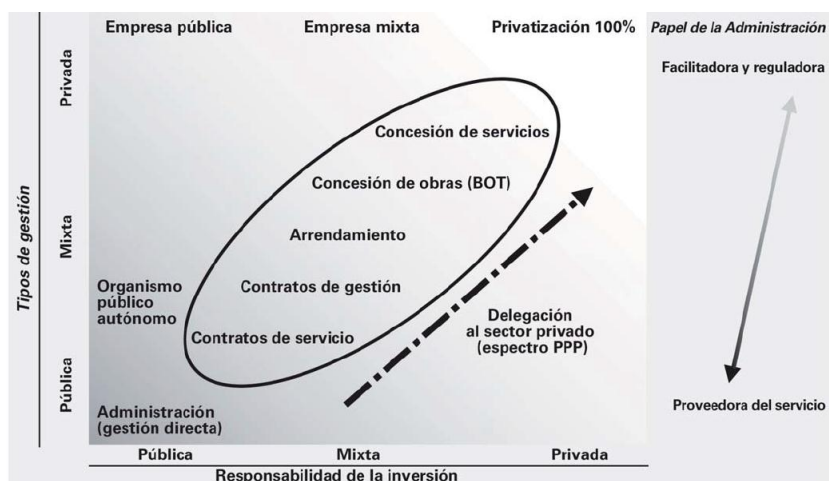 Empresa pública
Empresa mixta
Privatización 100%
Papel de la Administración
Privada
Facilitadora y reguladora
Concesión de servicios
Concesión de obras (BOT)
Tipos de gestión
Mixta
Arrendamiento
Organismo
público
autónomo
Contratos de gestión
Delegación
al sector privado
(espectro PPP)
Contratos de servicio
Pública
Administración
(gestión directa)
Proveedora del servicio
Pública
Mixta
Privada
Responsabilidad de la inversión